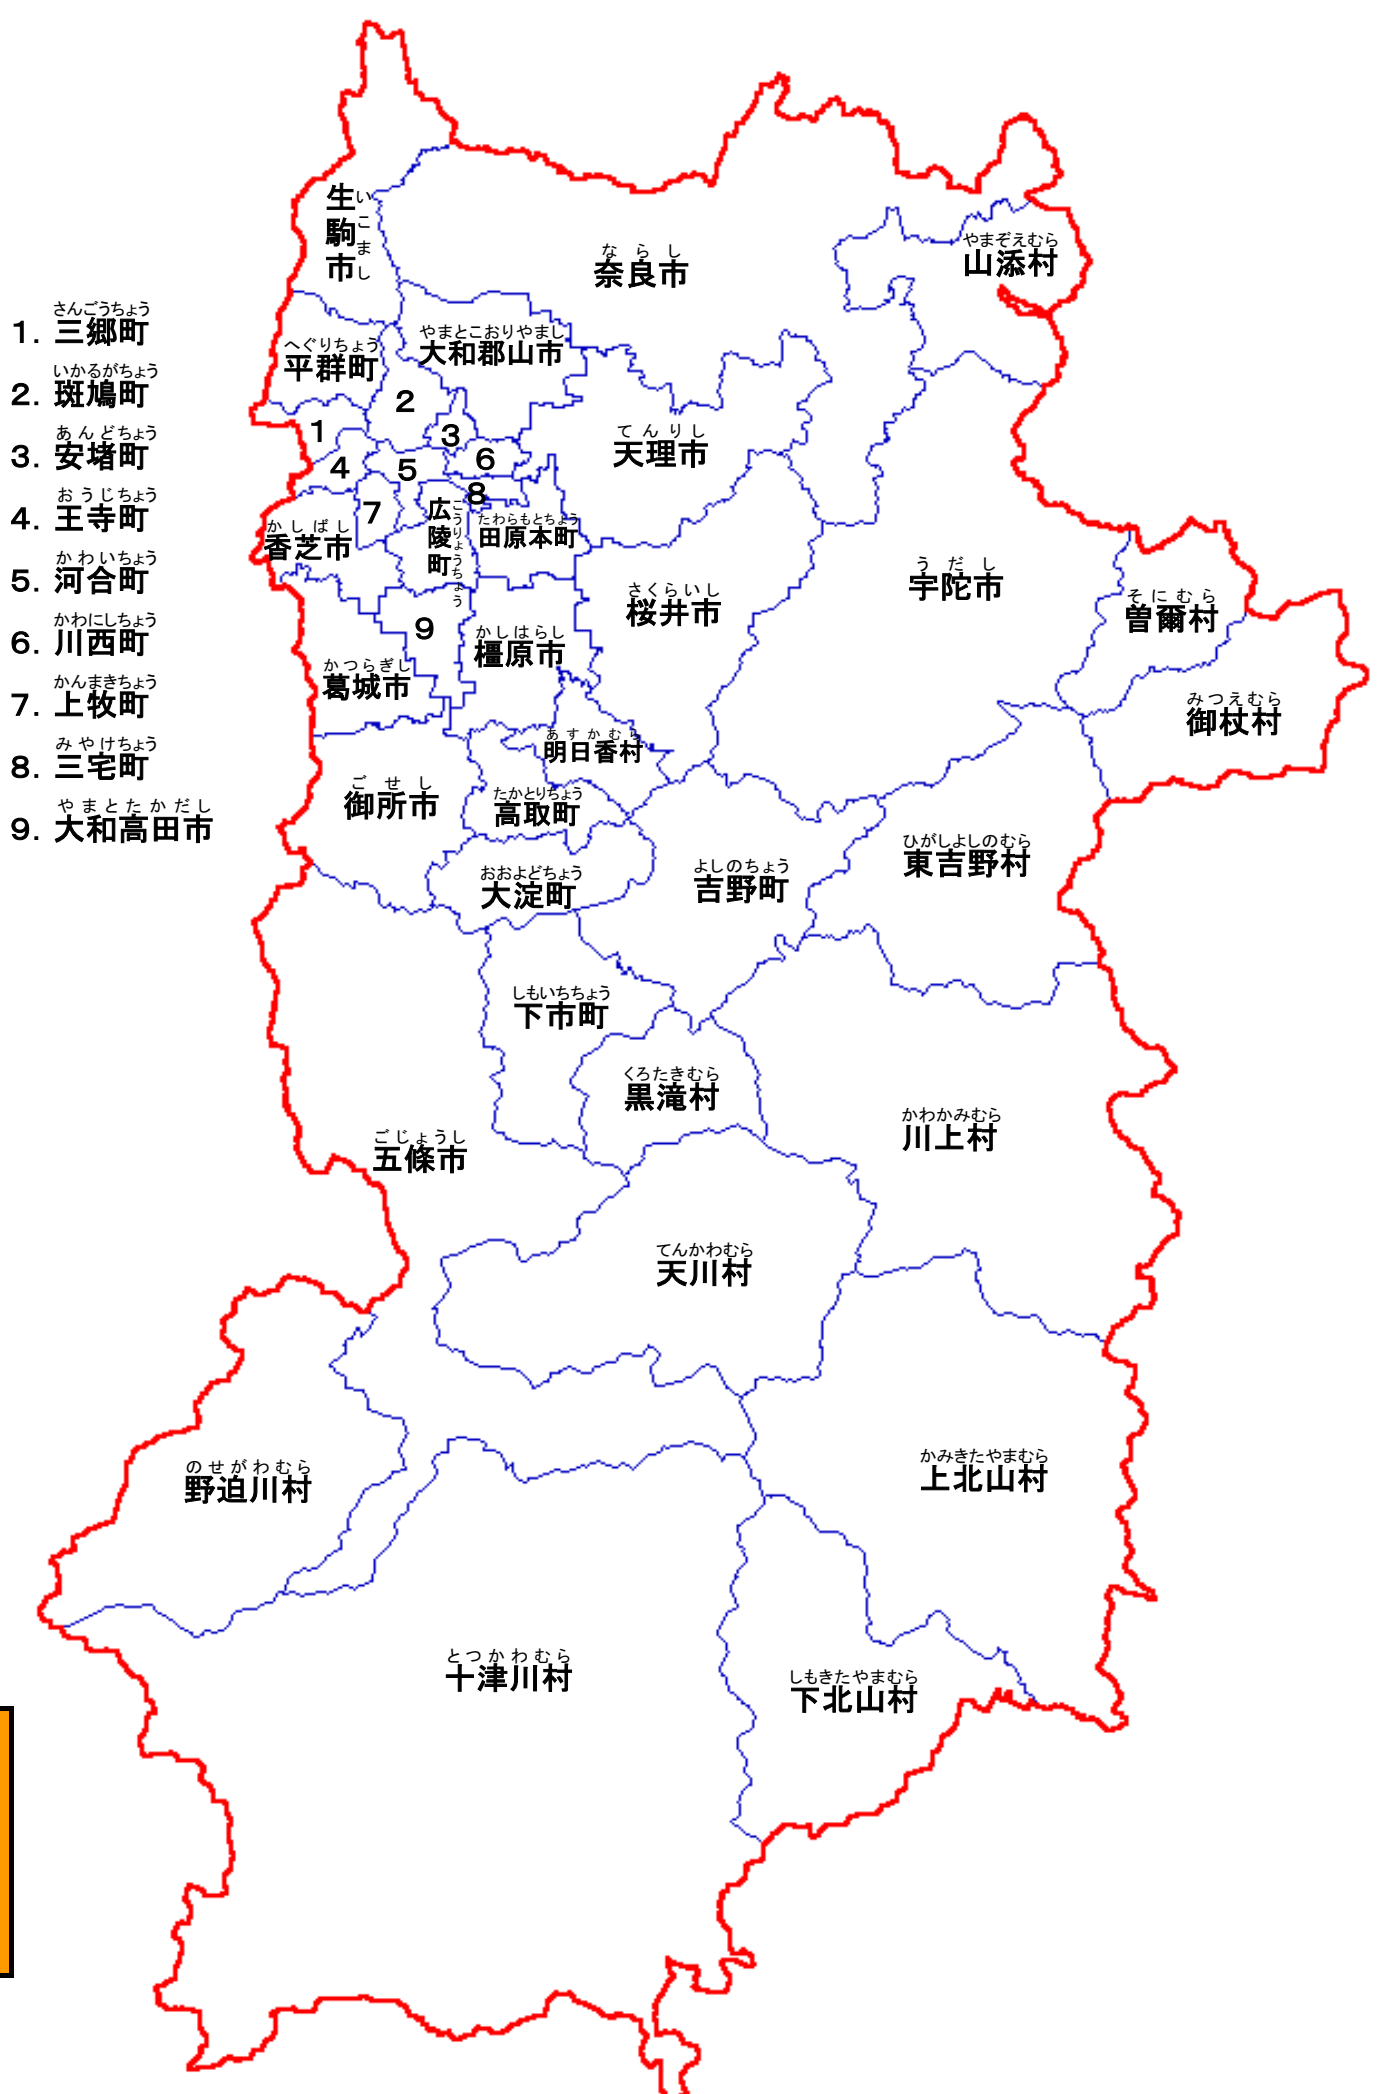 いこまし
生駒市
ならし
奈良市
やまぞえむら
山添村
さんごうちょう
1. 三郷町
いかるがちょう
2. 斑鳩町
あんどちょう
3. 安堵町
おうじちょう
4. 王寺町
かわいちょう
5. 河合町
かわにしちょう
6. 川西町
かんまきちょう
7. 上牧町
みやけちょう
8. 三宅町
やまとたかだし
9. 大和高田市
へぐりちょう
平群町
やまとこおりやまし
大和郡山市
2
1
3
てんりし
天理市
4
5
6
7
8
こうりょうちょう
広陵町
たわらもとちょう
田原本町
かしばし
香芝市
さくらいし
桜井市
うだし
宇陀市
そにむら
曽爾村
9
かしはらし
橿原市
かつらぎし
葛城市
みつえむら
御杖村
あすかむら
明日香村
ごせし
御所市
たかとりちょう
高取町
ひがしよしのむら
東吉野村
おおよどちょう
大淀町
よしのちょう
吉野町
しもいちちょう
下市町
くろたきむら
黒滝村
かわかみむら
川上村
ごじょうし
五條市
てんかわむら
天川村
のせがわむら
野迫川村
かみきたやまむら
上北山村
とつかわむら
十津川村
しもきたやまむら
下北山村